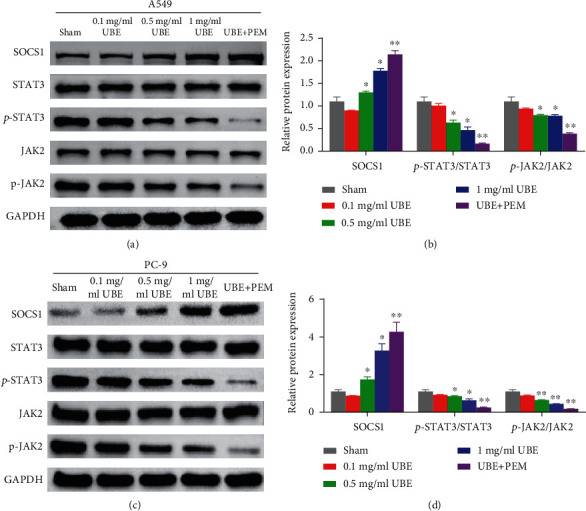 A549
Sham
0.1 mg/ml
UBE
0.5 mg/ml
UBE
1 mg/ml
UBE
UBE+PEM
SOCS1
STAT3
p-STAT3
JAK2
p-JAK2
GAPDH
(a)
Relative protein expression
2.5
2.0
1.5
1.0
0.5
0.0
*
*
**
*
*
**
*
*
**
SOCS1
p-STAT3/STAT3
p-JAK2/JAK2
Sham
0.1 mg/ml UBE
0.5 mg/ml UBE
1 mg/ml UBE
UBE+PEM
(b)
PC-9
Sham
0.1 mg/
ml UBE
0.5 mg/
ml UBE
1 mg/
ml UBE
UBE+PEM
SOCS1
STAT3
p-STAT3
JAK2
p-JAK2
GAPDH
(c)
Relative protein expression
6
4
2
0
*
*
**
*
*
**
**
**
**
SOCS1
p-STAT3/STAT3
p-JAK2/JAK2
Sham
0.1 mg/ml UBE
0.5 mg/ml UBE
1 mg/ml UBE
UBE+PEM
(d)